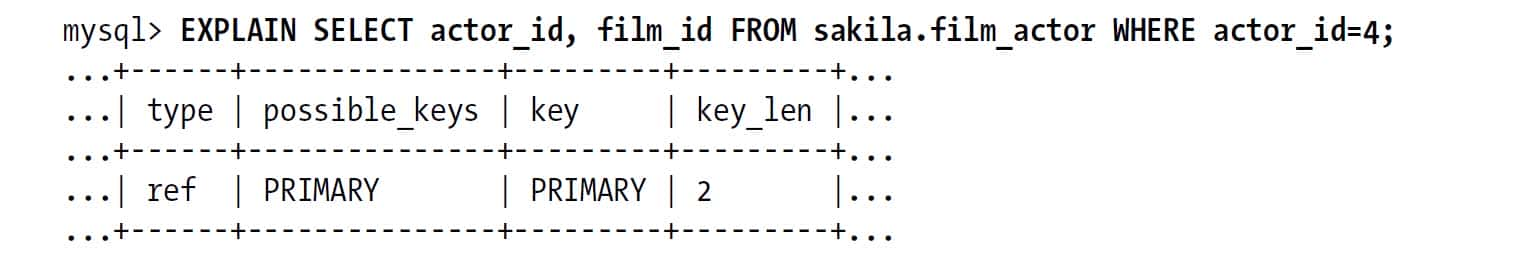 mysql> EXPLAIN SELECT actor_id, film_id FROM sakila.film_actor WHERE actor_id=4;
...+------+---------------+---------+---------+...
...| type | possible_keys | key     | key_len |...
...+------+---------------+---------+---------+...
...| ref  | PRIMARY       | PRIMARY | 2       |...
...+------+---------------+---------+---------+...